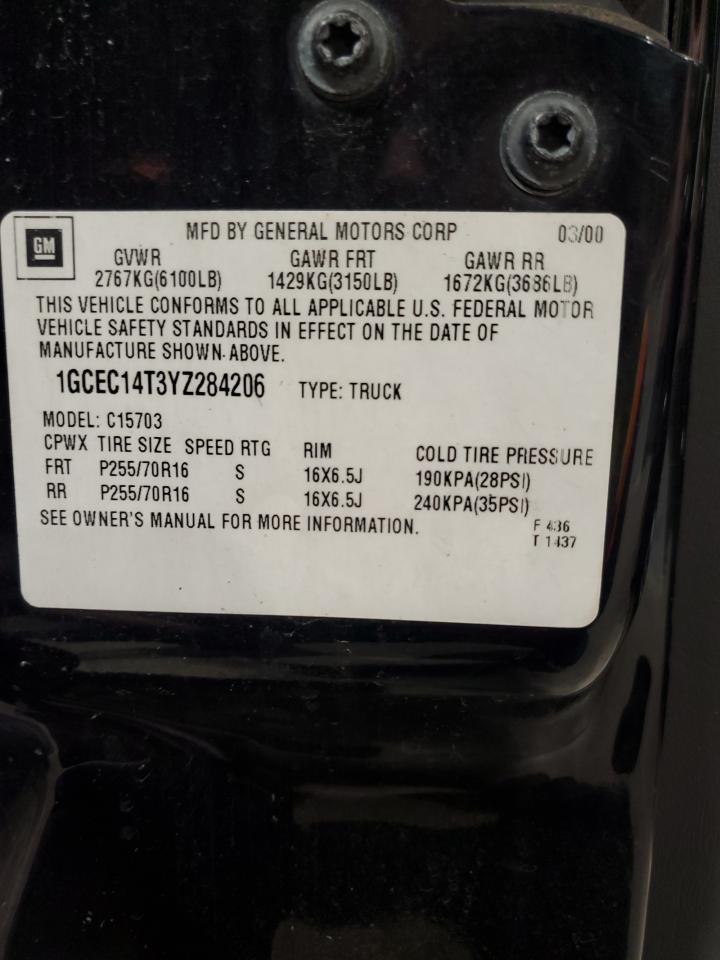 GM
MFD BY GENERAL MOTORS CORP 03/00
GVWR GAWR FRT GAWR RR
2767KG(6100LB) 1429KG(3150LB) 1672KG(3686LB)
THIS VEHICLE CONFORMS TO ALL APPLICABLE U.S. FEDERAL MOTOR
VEHICLE SAFETY STANDARDS IN EFFECT ON THE DATE OF
MANUFACTURE SHOWN ABOVE.
1GCEC14T3YZ284206 TYPE: TRUCK
MODEL: C15703
CPWX TIRE SIZE SPEED RTG RIM COLD TIRE PRESSURE
FRT P255/70R16 S 16X6.5J 190KPA(28PSI)
RR P255/70R16 S 16X6.5J 240KPA(35PSI)
SEE OWNER'S MANUAL FOR MORE INFORMATION.
F 436
T 1437